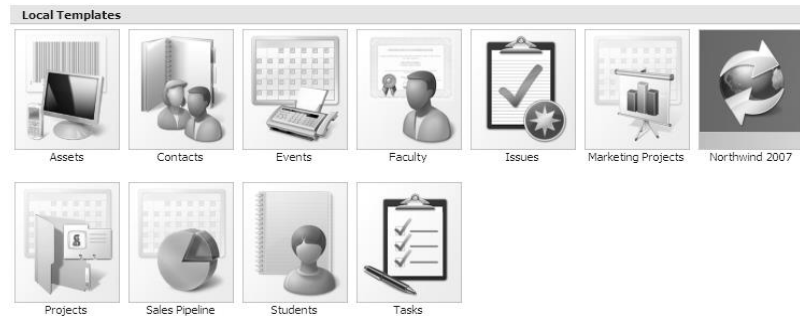 Local Templates
Assets Contacts Events Faculty Issues Marketing Projects Northwind 2007
Projects Sales Pipeline Students Tasks